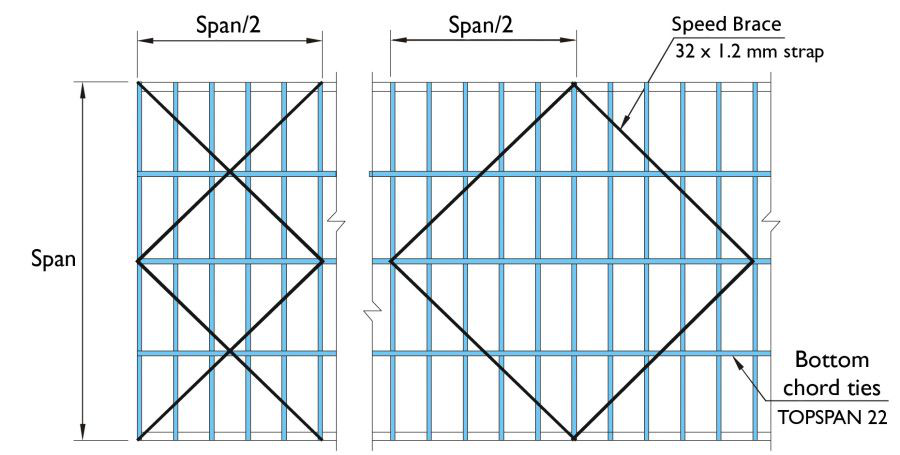 Span/2
Span/2
Speed Brace
32 x 1.2 mm strap
Span
Bottom
chord ties
TOPSPAN 22